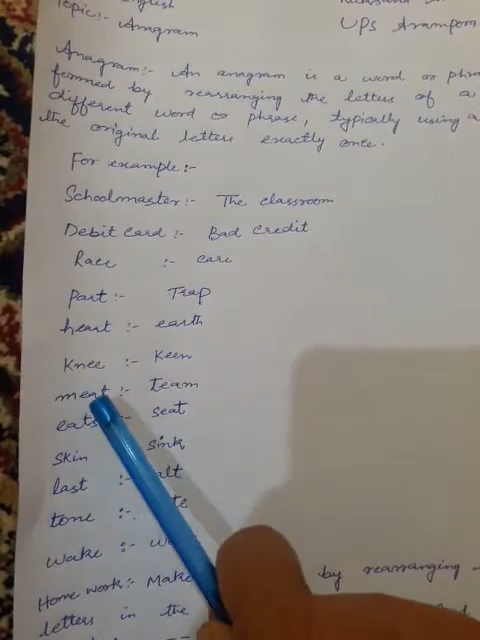 Topic:- Anagram
UPS Arampora
Anagram:- An anagram is a word or
formed by rearranging the letters of a
different word or phrase, typically using
the original letters exactly once.
For example:-
Schoolmaster:- The classroom
Debit card:- Bad Credit
Race :- care
Part:- Trap
heart :- earth
Knee :- Keen
meat:- team
eats:- seat
Skin sink
last :-
tone :-
Wake :-
Home work:- Make by rearranging
letters in the